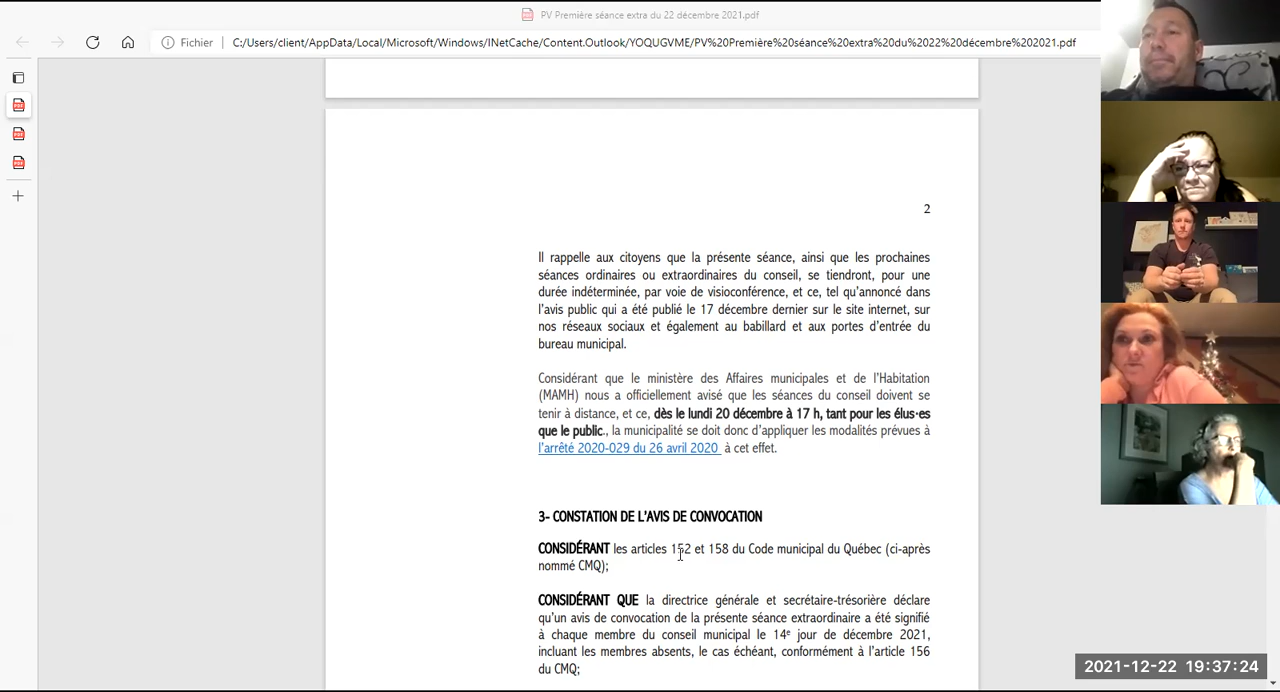 PV Première séance extra du 22 décembre 2021.pdf
Fichier
C:/Users/client/AppData/Local/Microsoft/Windows/INetCache/Content.Outlook/YOQUGVME/PV%20Première%20séance%20extra%20du%2022%20décembre%202021.pdf
2
Il rappelle aux citoyens que la présente séance, ainsi que les prochaines
séances ordinaires ou extraordinaires du conseil, se tiendront, pour une
durée indéterminée, par voie de visioconférence, et ce, tel qu'annoncé dans
l'avis public qui a été publié le 17 décembre dernier sur le site internet, sur
nos réseaux sociaux et également au babillard et aux portes d'entrée du
bureau municipal.
Considérant que le ministère des Affaires municipales et de l'Habitation
(MAMH) nous a officiellement avisé que les séances du conseil doivent se
tenir à distance, et ce, dès le lundi 20 décembre à 17 h, tant pour les élus·es
que le public., la municipalité se doit donc d'appliquer les modalités prévues à
l'arrêté 2020-029 du 26 avril 2020 à cet effet.
3- CONSTATION DE L'AVIS DE CONVOCATION
CONSIDÉRANT les articles 152 et 158 du Code municipal du Québec (ci-après
nommé CMQ);
CONSIDÉRANT QUE la directrice générale et secrétaire-trésorière déclare
qu'un avis de convocation de la présente séance extraordinaire a été signifié
à chaque membre du conseil municipal le 14e jour de décembre 2021,
incluant les membres absents, le cas échéant, conformément à l'article 156
du CMQ;
2021-12-22 19:37:24